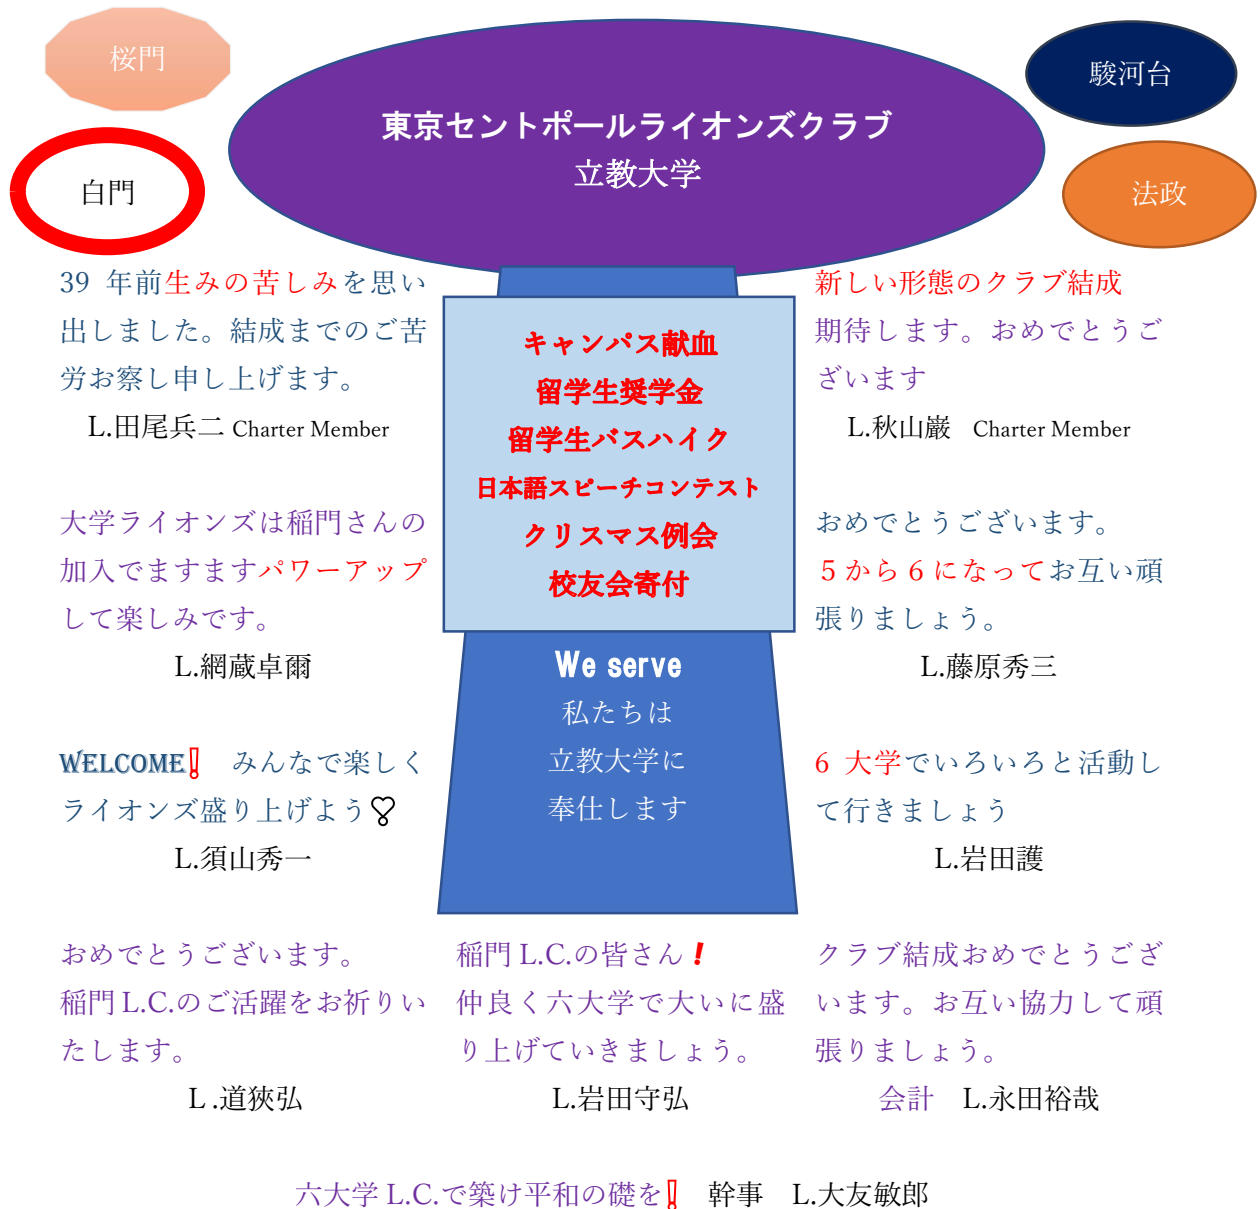 桜門
駿河台
東京セントポールライオンズクラブ
立教大学
白門
法政
39 年前生みの苦しみを思い
出しました。結成までのご苦
労お察し申し上げます。
L.田尾兵二 Charter Member
大学ライオンズは稲門さんの
加入でますますパワーアップ
して楽しみです。
L.網蔵卓爾
WELCOME! みんなで楽しく
ライオンズ盛り上げよう❣
L.須山秀一
キャンパス献血
留学生奨学金
留学生バスハイク
日本語スピーチコンテスト
クリスマス例会
校友会寄付
We serve
私たちは
立教大学に
奉仕します
新しい形態のクラブ結成
期待します。おめでとうご
ざいます
L.秋山巌 Charter Member
おめでとうございます。
5から6になってお互い頑
張りましょう。
L.藤原秀三
6 大学でいろいろと活動し
て行きましょう
L.岩田護
おめでとうございます。
稲門 L.C.のご活躍をお祈りい
たします。
L .道狹弘
稲門 L.C.の皆さん❗
仲良く六大学で大いに盛
り上げていきましょう。
L.岩田守弘
クラブ結成おめでとうござ
います。お互い協力して頑
張りましょう。
会計 L.永田裕哉
六大学 L.C.で築け平和の礎を! 幹事 L.大友敏郎